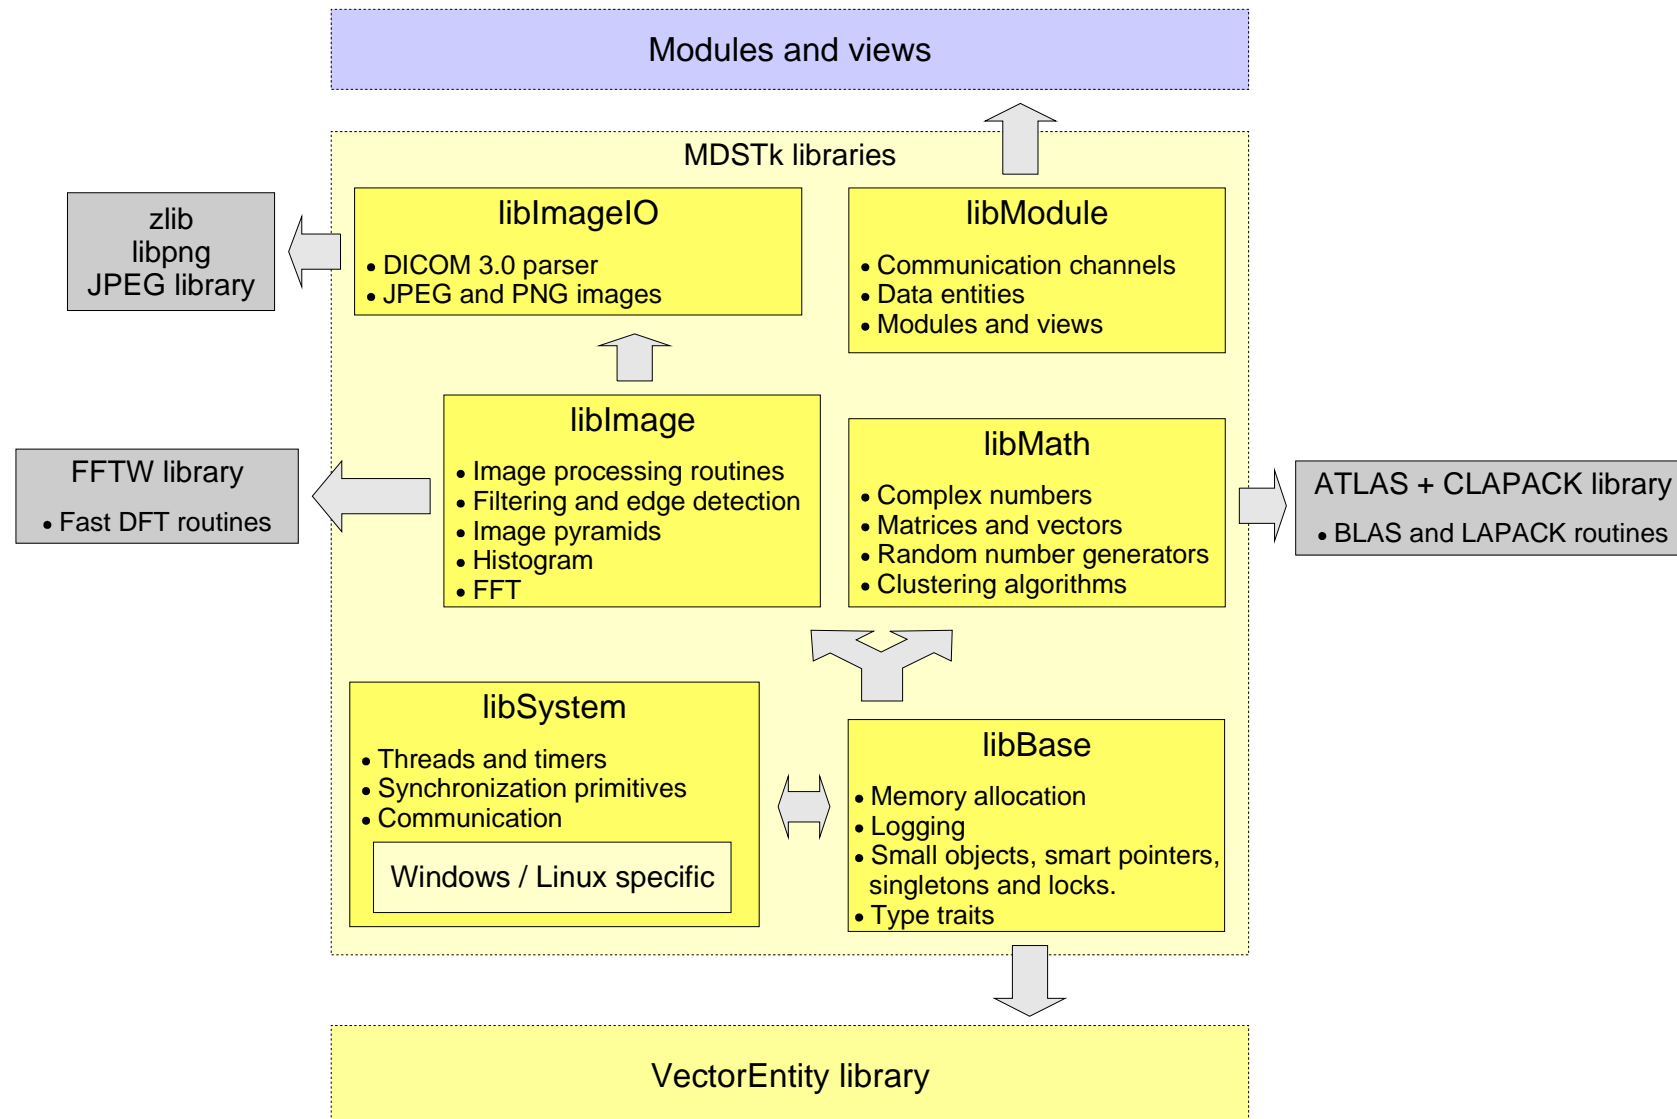 Modules and views
MDSTk libraries
zlib
libpng
JPEG library
libImageIO
• DICOM 3.0 parser
• JPEG and PNG images
libModule
• Communication channels
• Data entities
• Modules and views
FFTW library
• Fast DFT routines
libImage
• Image processing routines
• Filtering and edge detection
• Image pyramids
• Histogram
• FFT
libMath
• Complex numbers
• Matrices and vectors
• Random number generators
• Clustering algorithms
ATLAS + CLAPACK library
• BLAS and LAPACK routines
libSystem
• Threads and timers
• Synchronization primitives
• Communication
Windows / Linux specific
libBase
• Memory allocation
• Logging
• Small objects, smart pointers,
singletons and locks.
• Type traits
VectorEntity library